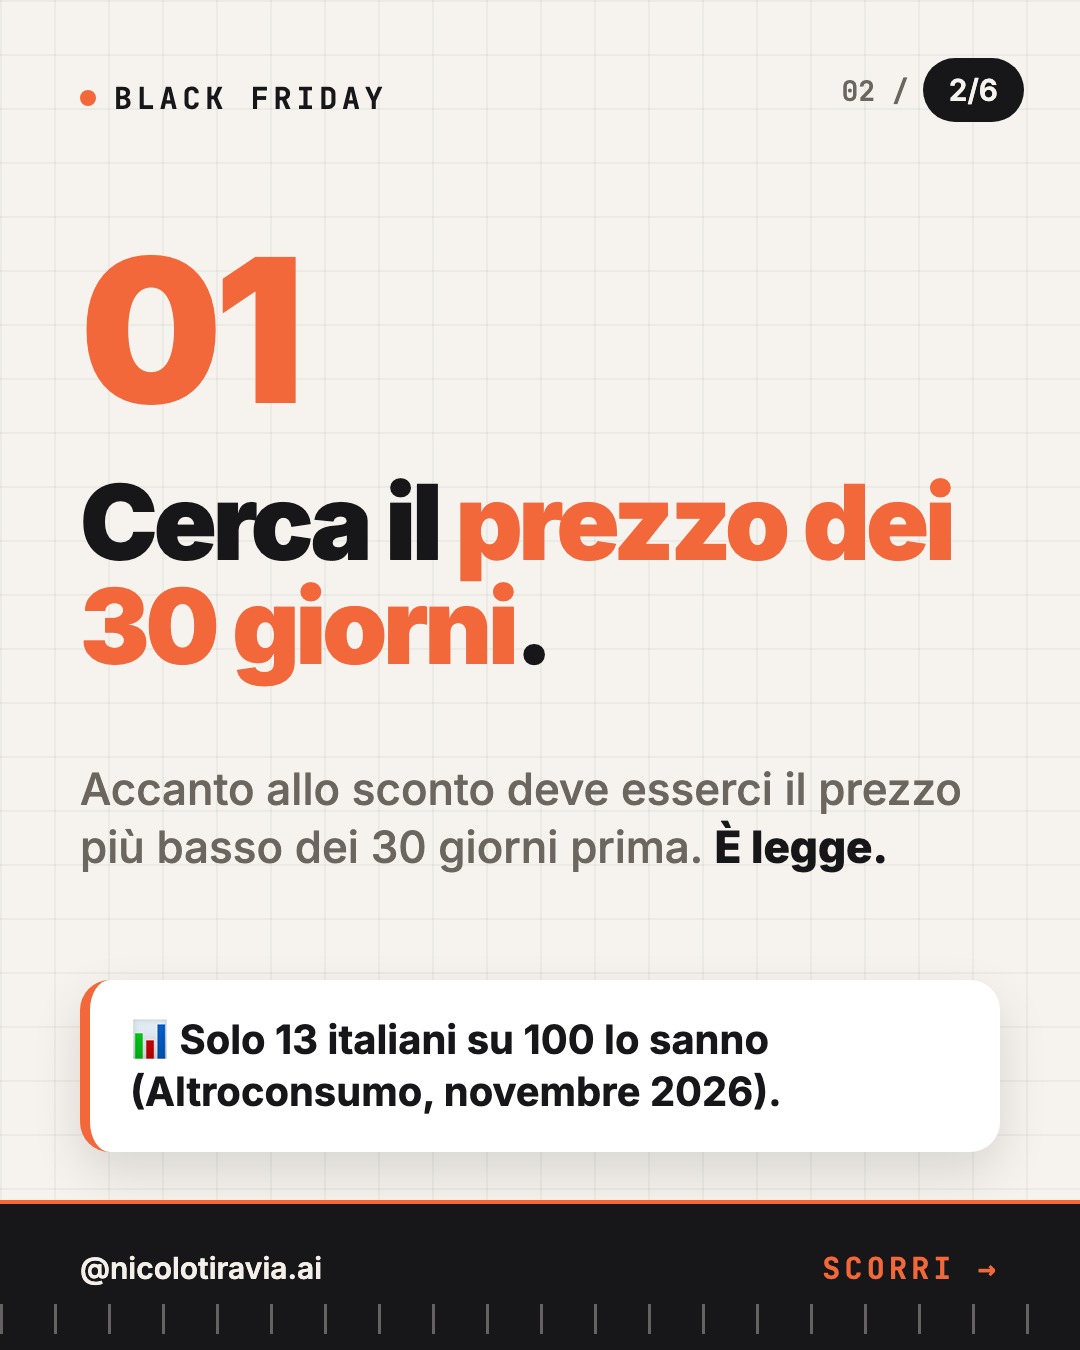 BLACK FRIDAY
02 / 2/6
01
Cerca il prezzo dei
30 giorni.
Accanto allo sconto deve esserci il prezzo
più basso dei 30 giorni prima. È legge.
📊 Solo 13 italiani su 100 lo sanno
(Altroconsumo, novembre 2026).
@nicolotiravia.ai
SCORRI →